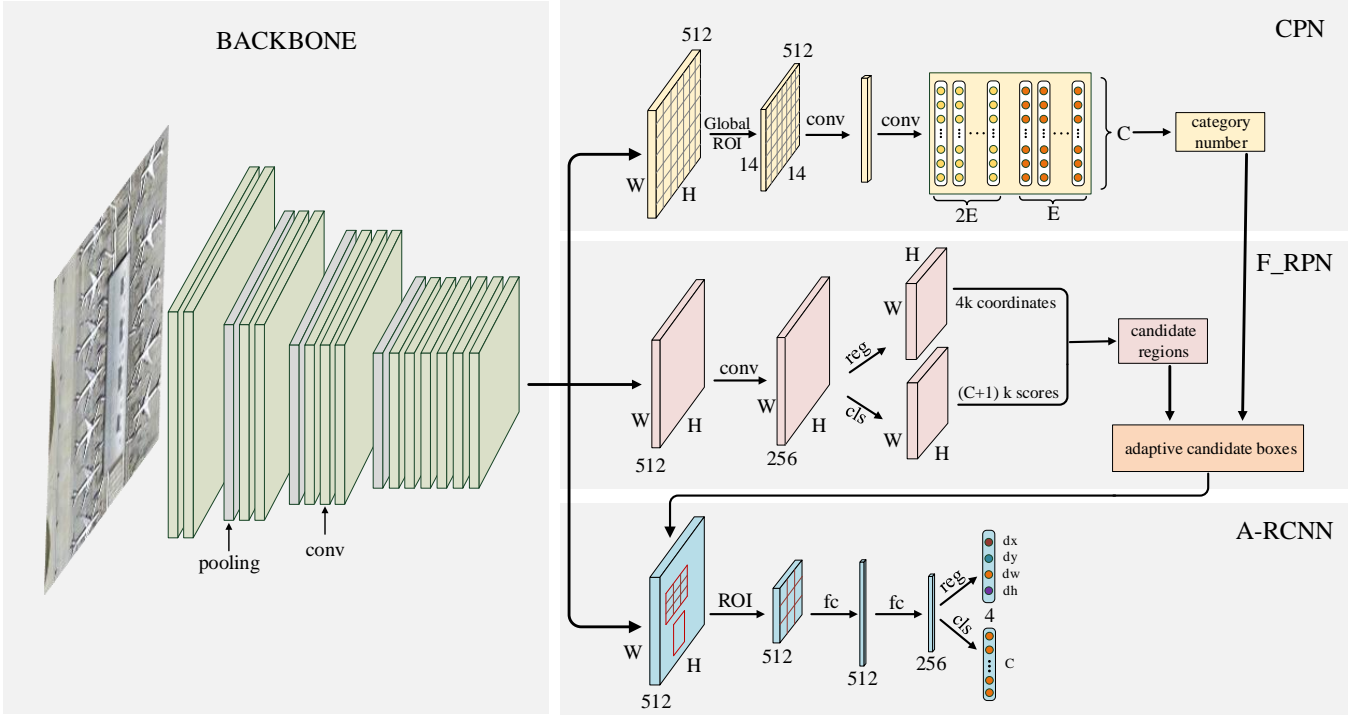 BACKBONE
pooling
conv
CPN
512
W
H
Global
ROI
512
14
14
conv
conv
2E
E
C
category
number
F_RPN
W
H
512
conv
W
H
256
reg
cls
H
W
W
H
4k coordinates
(C+1) k scores
candidate
regions
adaptive candidate boxes
A-RCNN
W
H
512
ROI
512
fc
512
fc
256
reg
cls
dx
dy
dw
dh
4
C